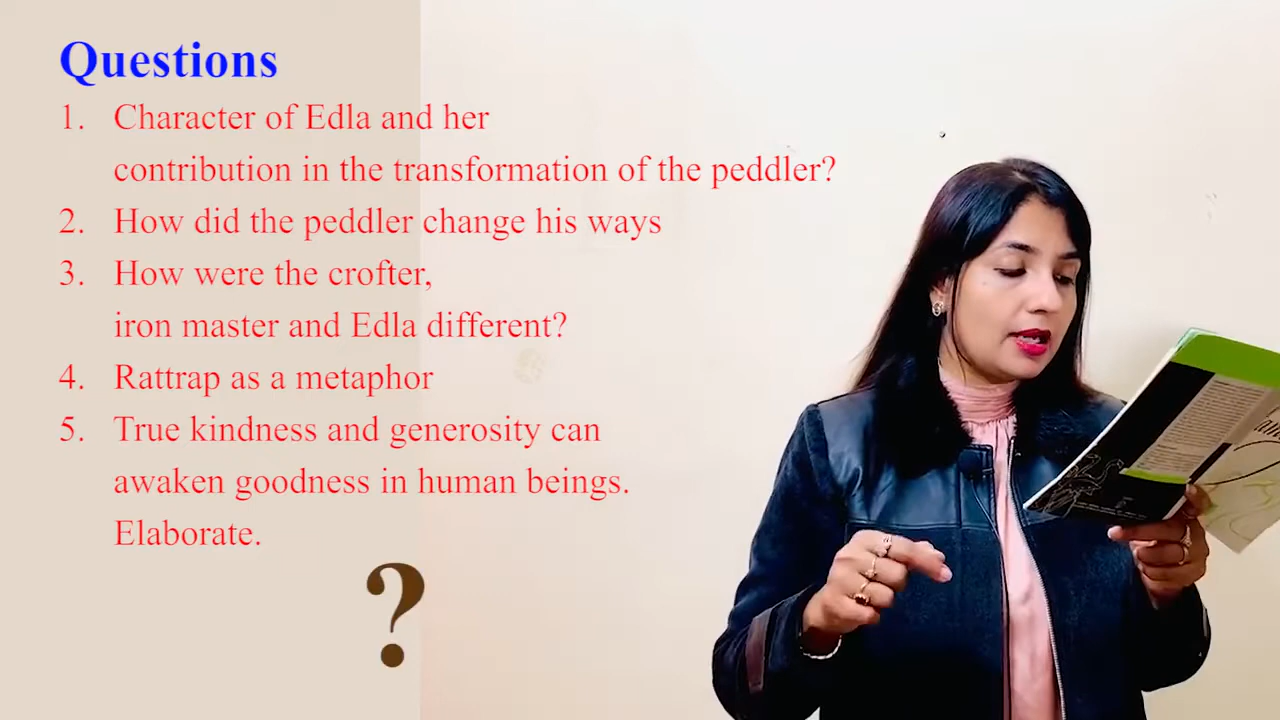 Questions
1. Character of Edla and her
contribution in the transformation of the peddler?
2. How did the peddler change his ways
3. How were the crofter,
iron master and Edla different?
4. Rattrap as a metaphor
5. True kindness and generosity can
awaken goodness in human beings.
Elaborate.
?